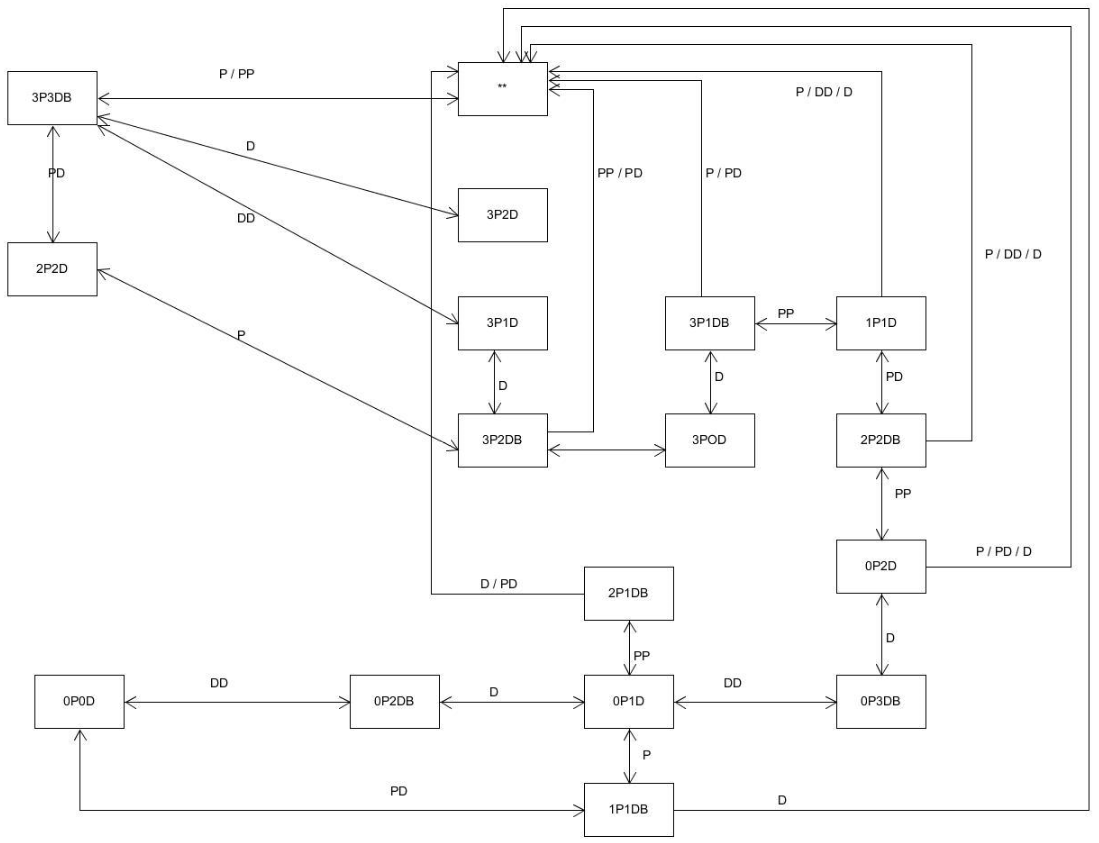 P / PP
3P3DB
**
P / DD / D
D
PD
PP / PD
P / PD
3P2D
DD
P / DD / D
2P2D
3P1D
3P1DB
PP
1P1D
P
D
D
PD
3P2DB
3POD
2P2DB
PP
P / PD / D
0P2D
D / PD
2P1DB
D
PP
DD
D
DD
0P0D
0P2DB
0P1D
0P3DB
P
PD
D
1P1DB